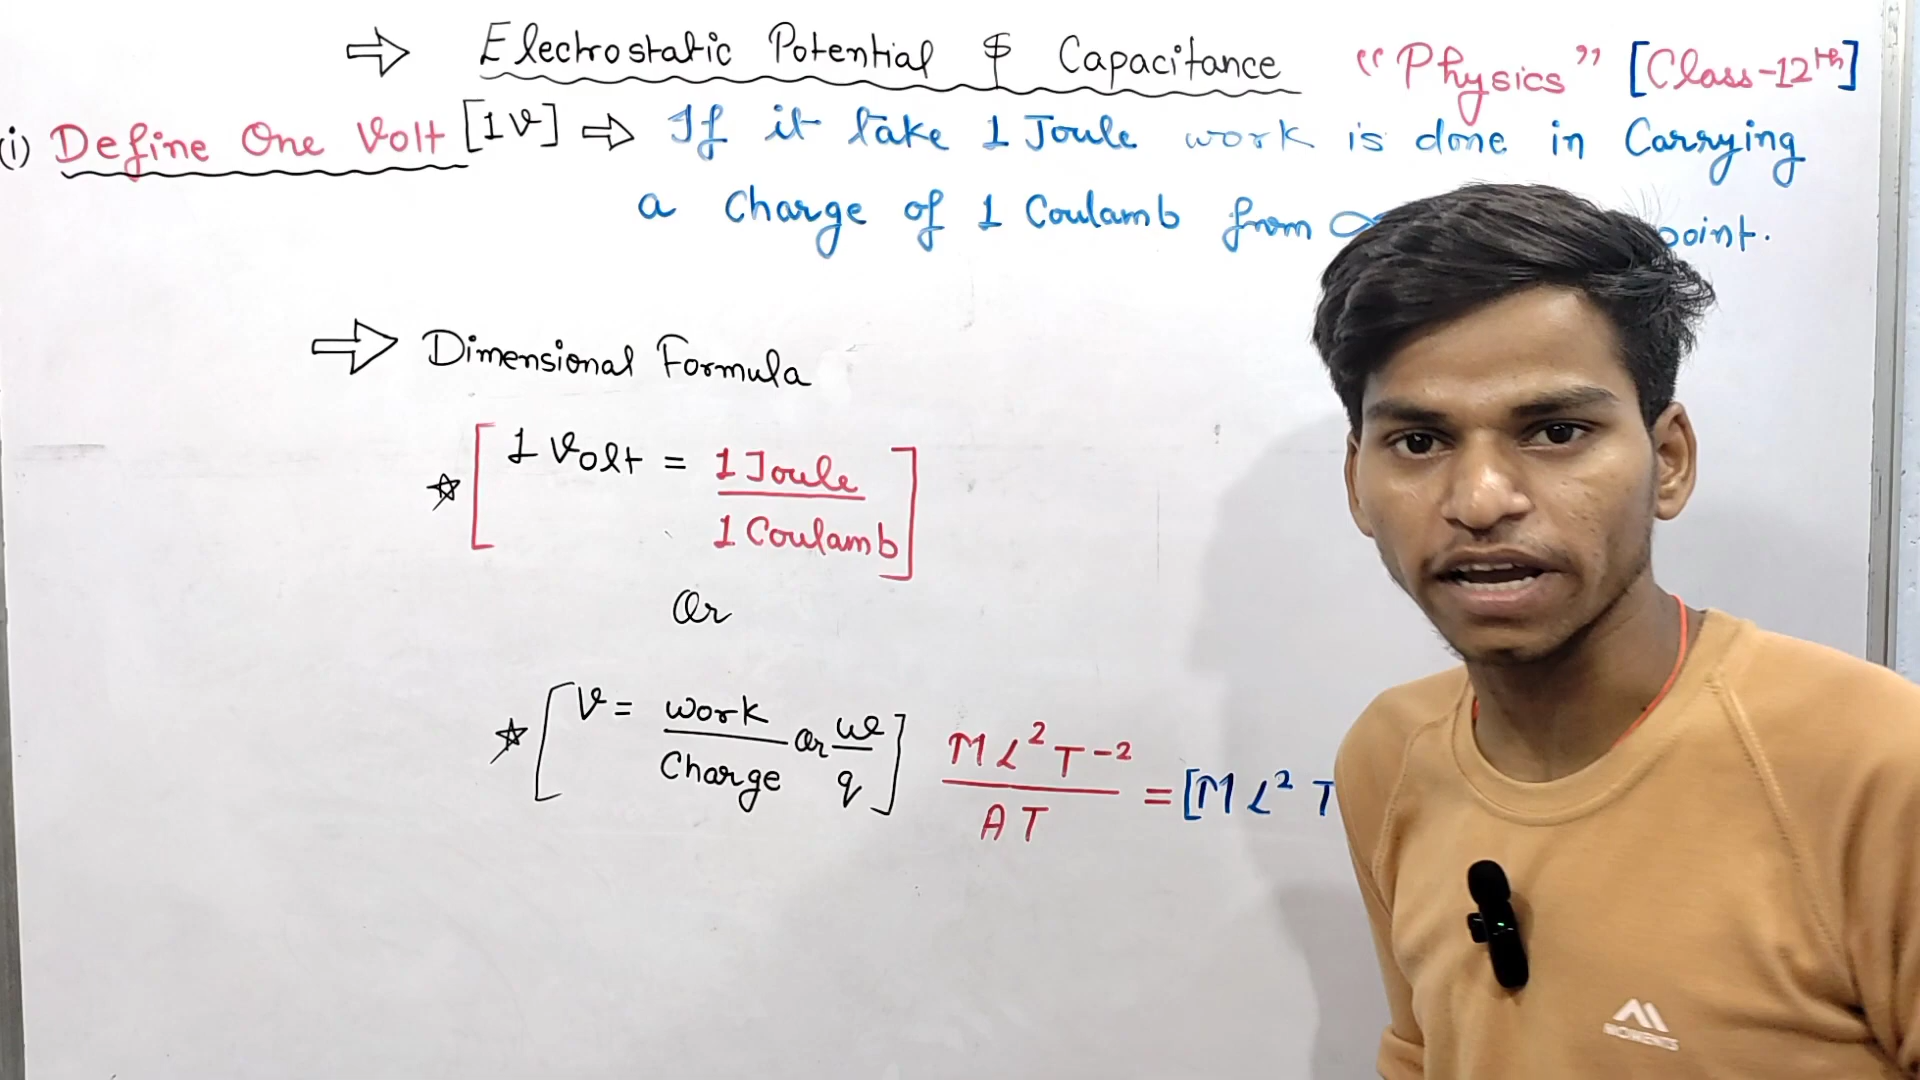 ⇒ Electrostatic Potential & Capacitance "Physics" [Class-12th]
(i) Define One Volt [1V] ⇒ If it take 1 Joule work is done in Carrying
a Charge of 1 Coulamb from point.
⇒ Dimensional Formula
☆ [1 Volt = 1 Joule / 1 Coulamb]
Or
☆ [V = work / Charge or w / q] ML²T⁻² / AT = [ML²T
MOMENTS